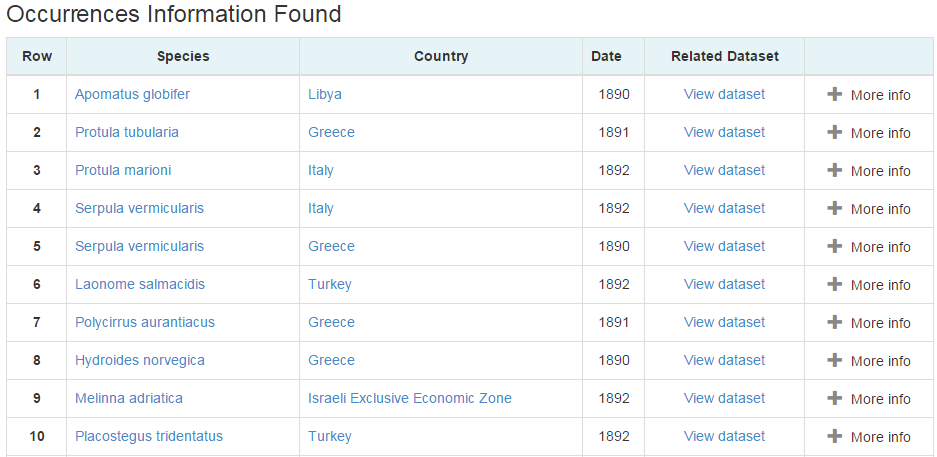 Occurrences Information Found
Row Species Country Date Related Dataset
1 Apomatus globifer Libya 1890 View dataset More info
2 Protula tubularia Greece 1891 View dataset More info
3 Protula marioni Italy 1892 View dataset More info
4 Serpula vermicularis Italy 1892 View dataset More info
5 Serpula vermicularis Greece 1890 View dataset More info
6 Laonome salmacidis Turkey 1892 View dataset More info
7 Polycirrus aurantiacus Greece 1891 View dataset More info
8 Hydroides norvegica Greece 1890 View dataset More info
9 Melinna adriatica Israeli Exclusive Economic Zone 1892 View dataset More info
10 Placostegus tridentatus Turkey 1892 View dataset More info